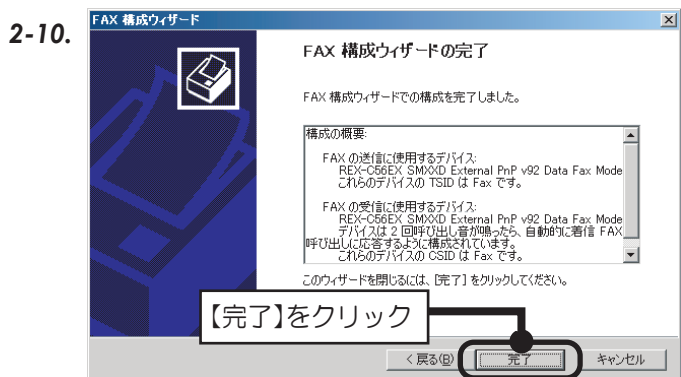 2-10.
FAX 構成ウィザード
FAX 構成ウィザードの完了
FAX 構成ウィザードでの構成を完了しました。
構成の概要:
FAX の送信に使用するデバイス:
REX-C56EX SMXXD External PnP v92 Data Fax Mode
これらのデバイスの TSID は Fax です。
FAX の受信に使用するデバイス:
REX-C56EX SMXXD External PnP v92 Data Fax Mode
デバイスは 2 回呼び出し音が鳴ったら、自動的に着信 FAX
呼び出しに応答するように構成されています。
これらのデバイスの CSID は Fax です。
このウィザードを閉じるには、[完了] をクリックしてください。
【完了】をクリック
< 戻る(B)
完了
キャンセル